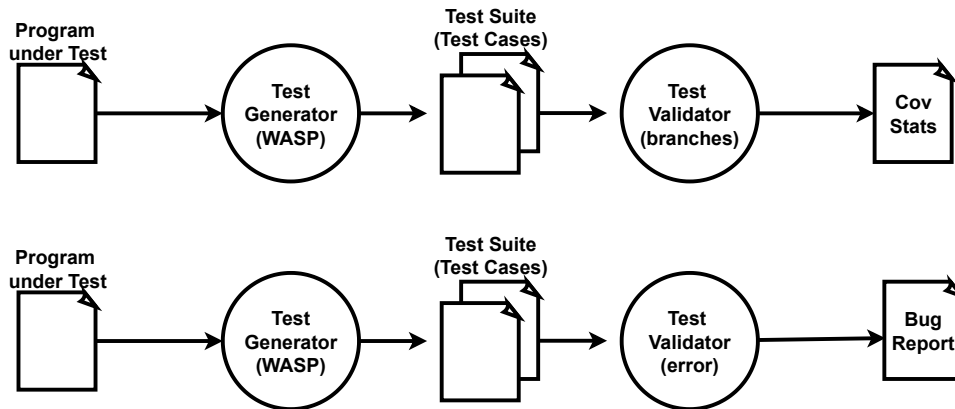 Program
under Test
Test
Generator
(WASP)
Test Suite
(Test Cases)
Test
Validator
(branches)
Cov
Stats
Program
under Test
Test
Generator
(WASP)
Test Suite
(Test Cases)
Test
Validator
(error)
Bug
Report